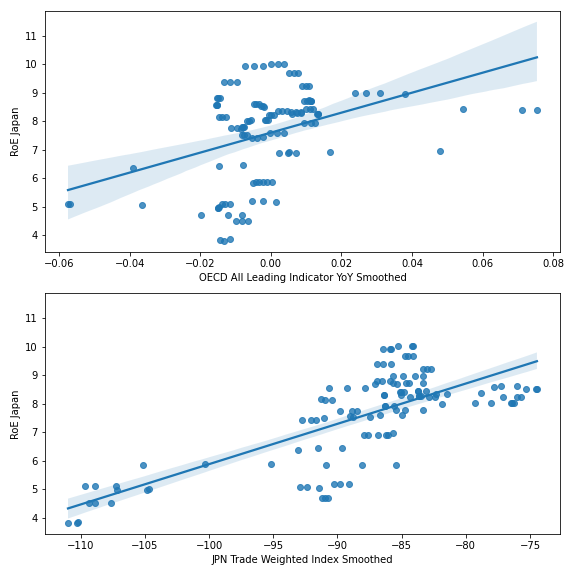 RoE Japan
11
10
9
8
7
6
5
4
−0.06 −0.04 −0.02 0.00 0.02 0.04 0.06 0.08
OECD All Leading Indicator YoY Smoothed
RoE Japan
11
10
9
8
7
6
5
4
−110 −105 −100 −95 −90 −85 −80 −75
JPN Trade Weighted Index Smoothed